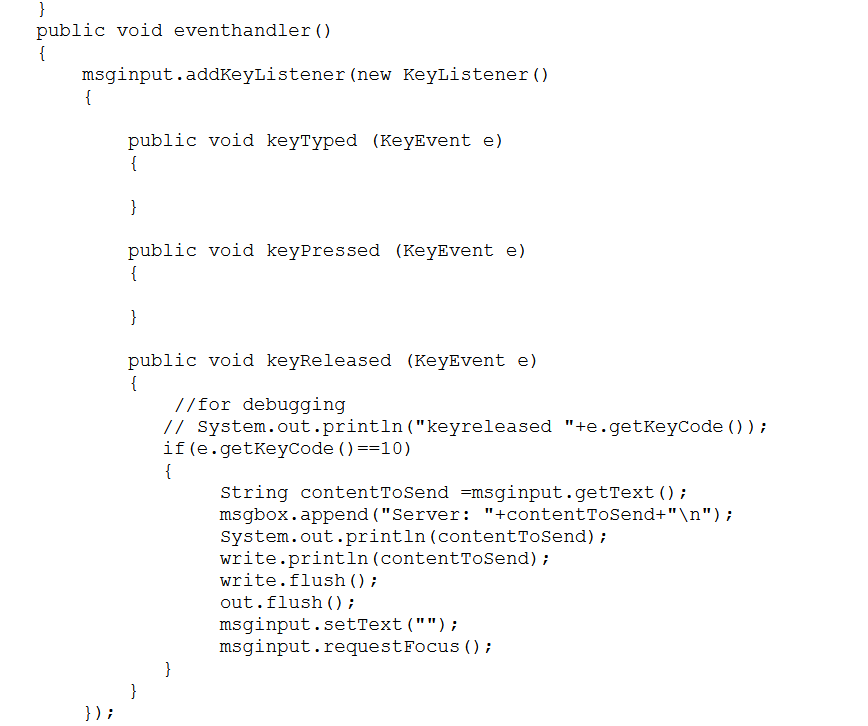 }
public void eventhandler()
{
msginput.addKeyListener(new KeyListener()
{
public void keyTyped (KeyEvent e)
{
}
public void keyPressed (KeyEvent e)
{
}
public void keyReleased (KeyEvent e)
{
//for debugging
// System.out.println("keyreleased "+e.getKeyCode());
if(e.getKeyCode()==10)
{
String contentToSend =msginput.getText();
msgbox.append("Server: "+contentToSend+"\n");
System.out.println(contentToSend);
write.println(contentToSend);
write.flush();
out.flush();
msginput.setText("");
msginput.requestFocus();
}
}
});